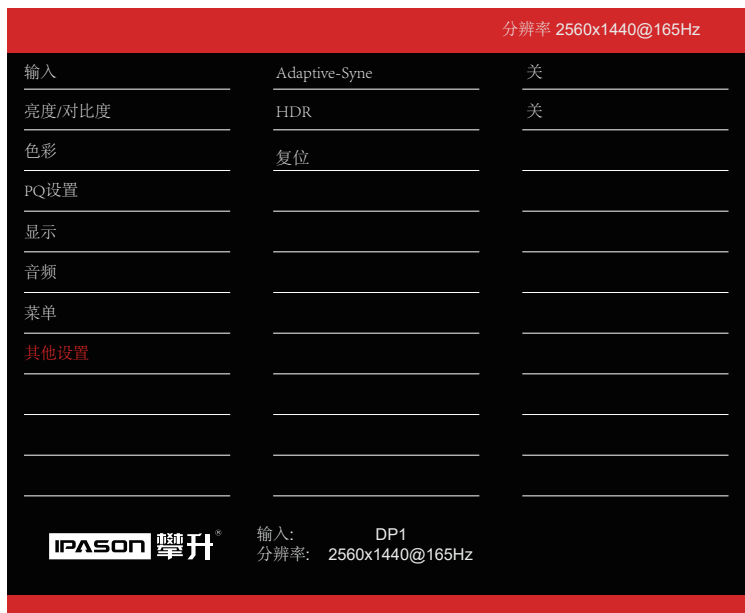 分辨率 2560x1440@165Hz
输入 Adaptive-Syne 关
亮度/对比度 HDR 关
色彩 复位
PQ设置
显示
音频
菜单
其他设置
IPASON 攀升®
输入: DP1
分辨率: 2560x1440@165Hz